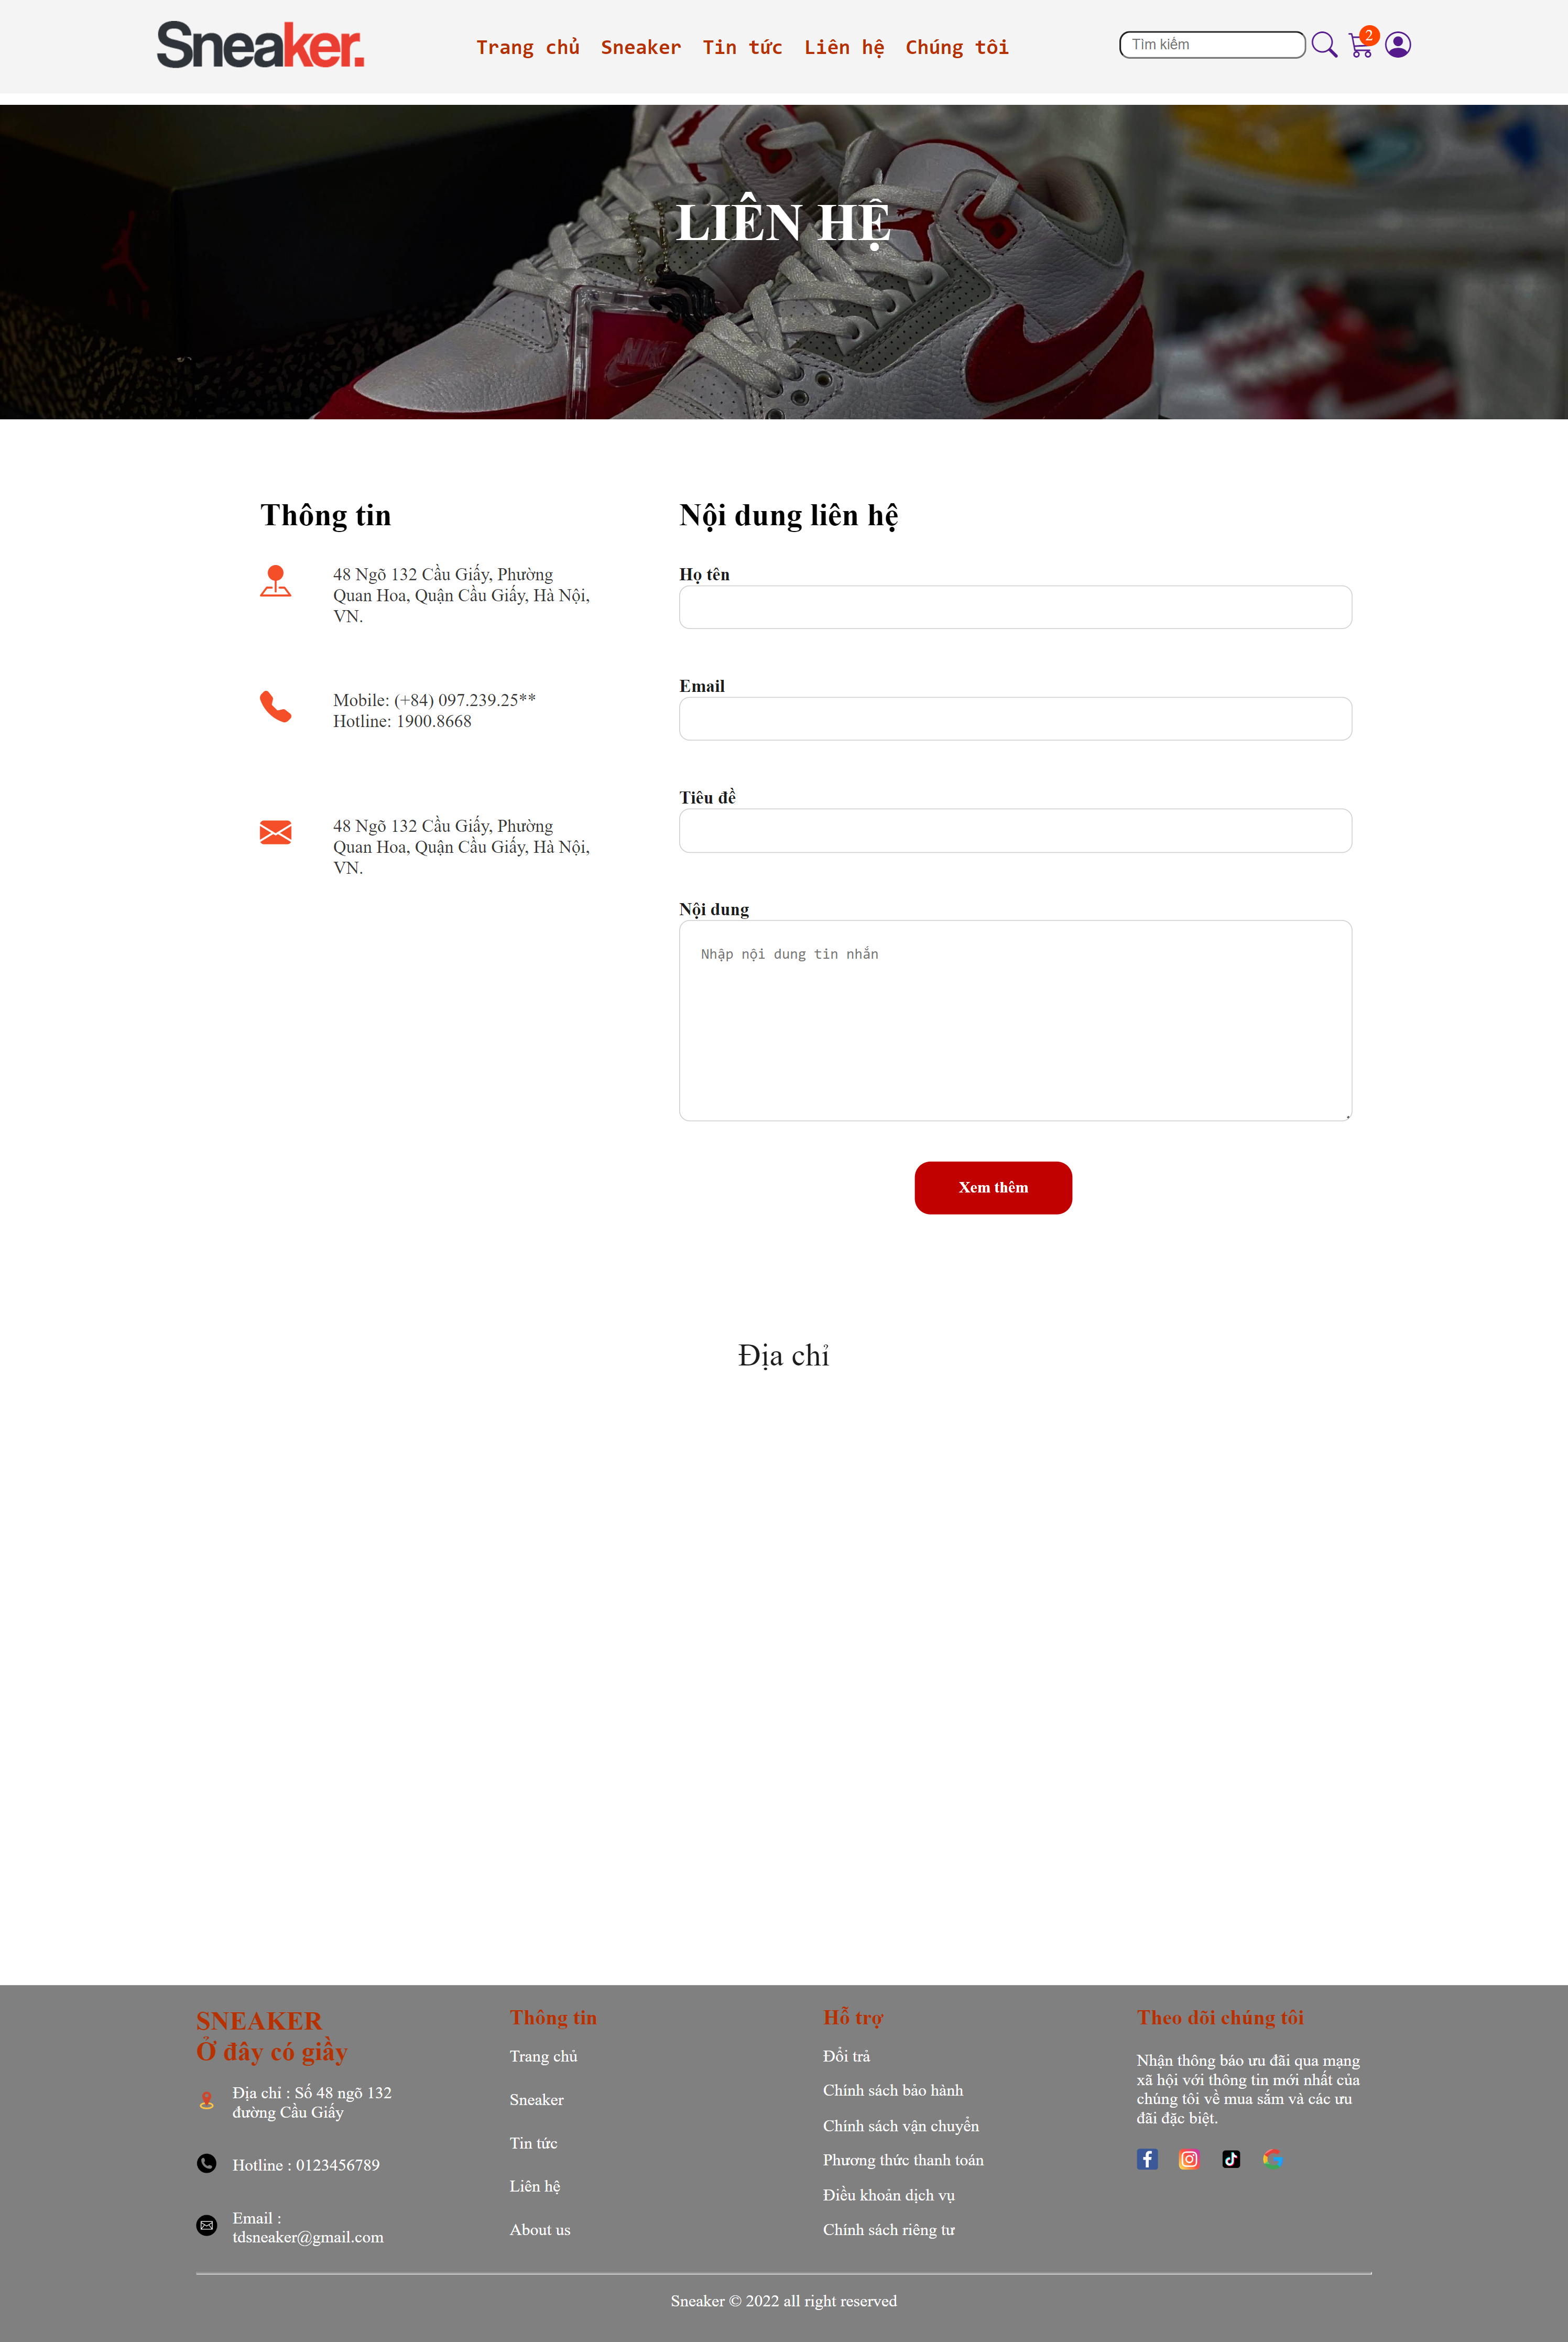 Sneaker.
Trang chủ Sneaker Tin tức Liên hệ Chúng tôi
Tìm kiếm
2
LIÊN HỆ
Thông tin
48 Ngõ 132 Cầu Giấy, Phường
Quan Hoa, Quận Cầu Giấy, Hà Nội,
VN.
Mobile: (+84) 097.239.25**
Hotline: 1900.8668
48 Ngõ 132 Cầu Giấy, Phường
Quan Hoa, Quận Cầu Giấy, Hà Nội,
VN.
Nội dung liên hệ
Họ tên
Email
Tiêu đề
Nội dung
Nhập nội dung tin nhắn
Xem thêm
Địa chỉ
SNEAKER
Ở đây có giầy
Địa chỉ : Số 48 ngõ 132
đường Cầu Giấy
Hotline : 0123456789
Email :
tdsneaker@gmail.com
Thông tin
Trang chủ
Sneaker
Tin tức
Liên hệ
About us
Hỗ trợ
Đổi trả
Chính sách bảo hành
Chính sách vận chuyển
Phương thức thanh toán
Điều khoản dịch vụ
Chính sách riêng tư
Theo dõi chúng tôi
Nhận thông báo ưu đãi qua mạng
xã hội với thông tin mới nhất của
chúng tôi về mua sắm và các ưu
đãi đặc biệt.
Sneaker © 2022 all right reserved